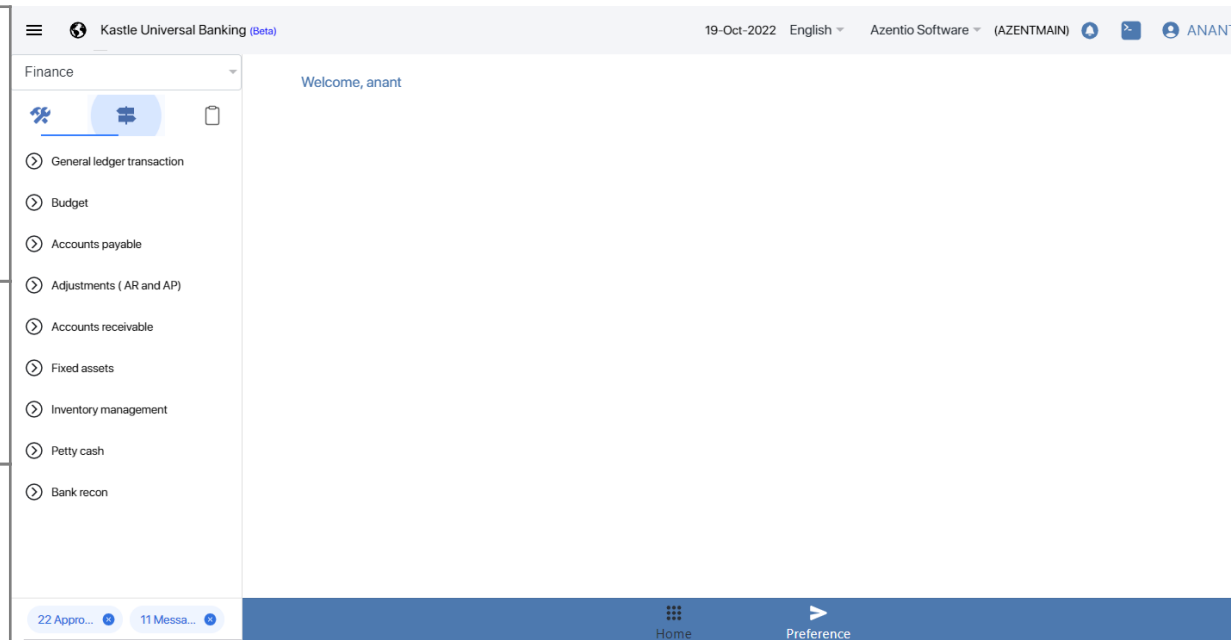 Kastle Universal Banking (Beta) 19-Oct-2022 English Azentio Software (AZENTMAIN) ANANT
Finance
Welcome, anant
General ledger transaction
Budget
Accounts payable
Adjustments ( AR and AP)
Accounts receivable
Fixed assets
Inventory management
Petty cash
Bank recon
22 Appro... 11 Messa...
Home Preference